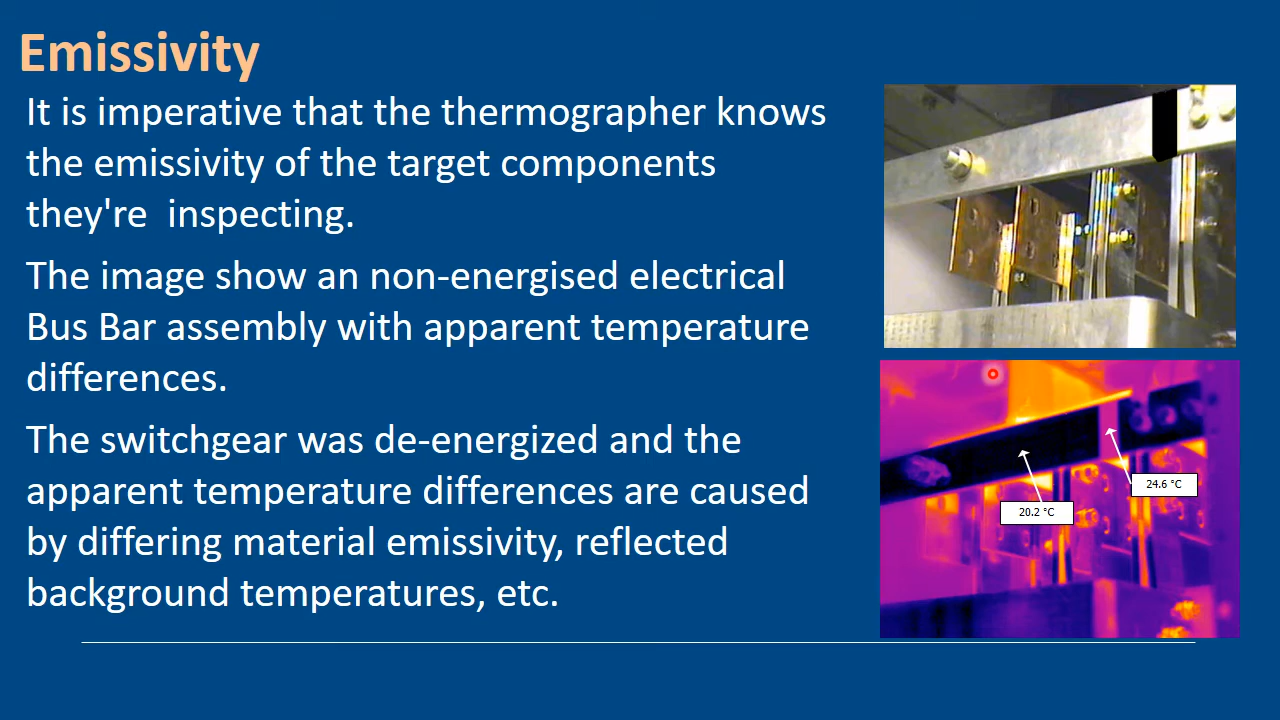 Emissivity
It is imperative that the thermographer knows
the emissivity of the target components
they're  inspecting.
The image show an non-energised electrical
Bus Bar assembly with apparent temperature
differences.
The switchgear was de-energized and the
apparent temperature differences are caused
by differing material emissivity, reflected
background temperatures, etc.
24.6 °C
20.2 °C